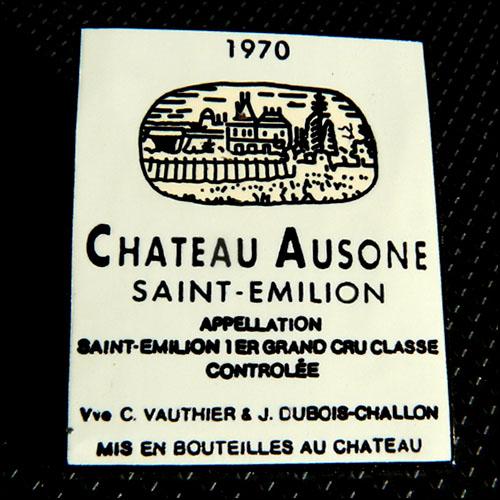 1970
CHATEAU AUSONE
SAINT-EMILION
APPELLATION
SAINT-EMILION 1ER GRAND CRU CLASSE
CONTROLÉE
Vve C. VAUTHIER & J. DUBOIS-CHALLON
MIS EN BOUTEILLES AU CHATEAU